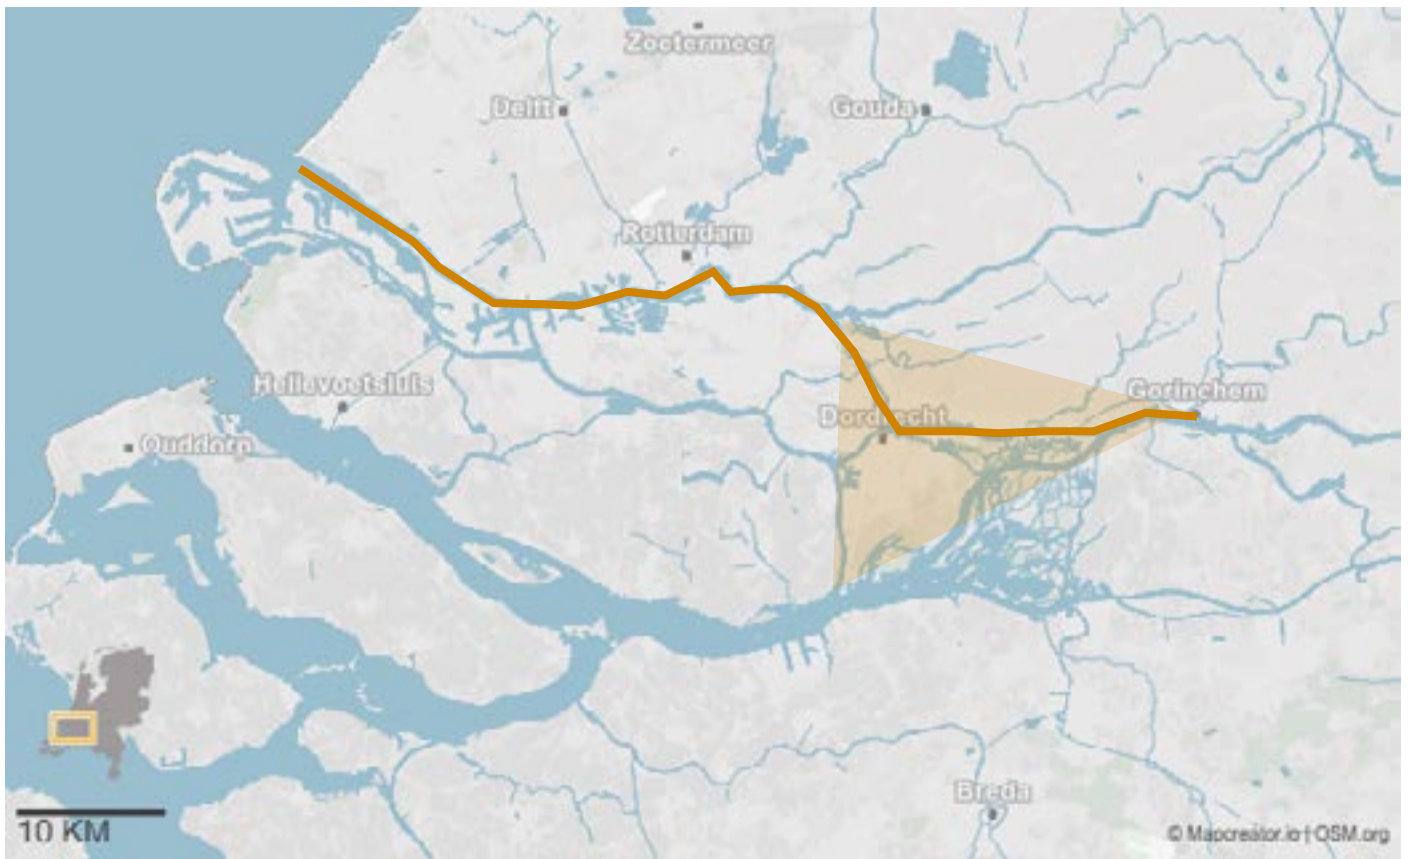 Zoetermeer
Delft
Gouda
Rotterdam
Hellevoetsluis
Gorinchem
Dordrecht
Ouddorp
Breda
10 KM
© Mapcreator.io | OSM.org